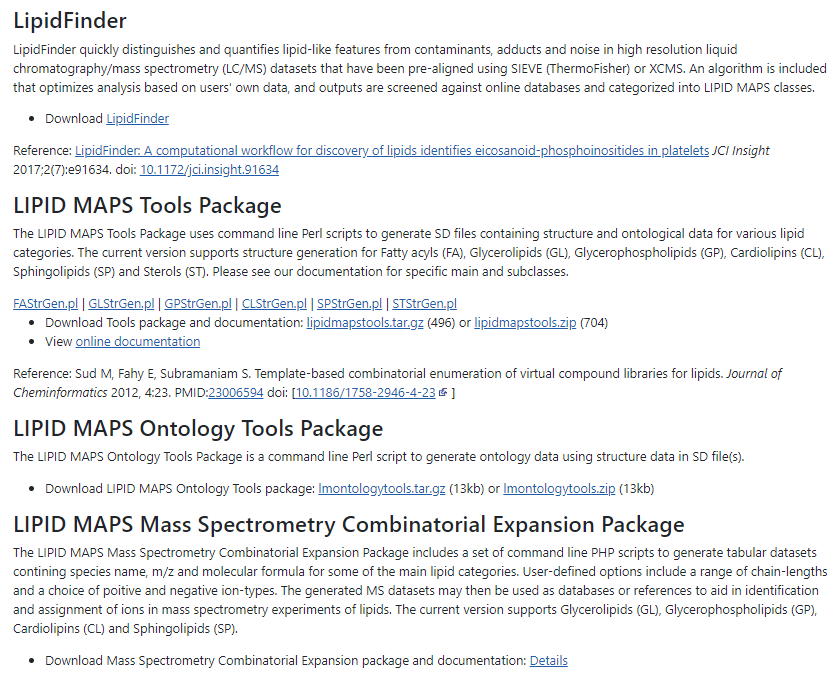 LipidFinder
LipidFinder quickly distinguishes and quantifies lipid-like features from contaminants, adducts and noise in high resolution liquid
chromatography/mass spectrometry (LC/MS) datasets that have been pre-aligned using SIEVE (ThermoFisher) or XCMS. An algorithm is included
that optimizes analysis based on users' own data, and outputs are screened against online databases and categorized into LIPID MAPS classes.
• Download LipidFinder
Reference: LipidFinder: A computational workflow for discovery of lipids identifies eicosanoid-phosphoinositides in platelets JCI Insight
2017;2(7):e91634. doi: 10.1172/jci.insight.91634
LIPID MAPS Tools Package
The LIPID MAPS Tools Package uses command line Perl scripts to generate SD files containing structure and ontological data for various lipid
categories. The current version supports structure generation for Fatty acyls (FA), Glycerolipids (GL), Glycerophospholipids (GP), Cardiolipins (CL),
Sphingolipids (SP) and Sterols (ST). Please see our documentation for specific main and subclasses.
FAStrGen.pl | GLStrGen.pl | GPStrGen.pl | CLStrGen.pl | SPStrGen.pl | STStrGen.pl
• Download Tools package and documentation: lipidmapstools.tar.gz (496) or lipidmapstools.zip (704)
• View online documentation
Reference: Sud M, Fahy E, Subramaniam S. Template-based combinatorial enumeration of virtual compound libraries for lipids. Journal of
Cheminformatics 2012, 4:23. PMID:23006594 doi: [10.1186/1758-2946-4-23 ]
LIPID MAPS Ontology Tools Package
The LIPID MAPS Ontology Tools Package is a command line Perl script to generate ontology data using structure data in SD file(s).
• Download LIPID MAPS Ontology Tools package: lmontologytools.tar.gz (13kb) or lmontologytools.zip (13kb)
LIPID MAPS Mass Spectrometry Combinatorial Expansion Package
The LIPID MAPS Mass Spectrometry Combinatorial Expansion Package includes a set of command line PHP scripts to generate tabular datasets
contining species name, m/z and molecular formula for some of the main lipid categories. User-defined options include a range of chain-lengths
and a choice of poitive and negative ion-types. The generated MS datasets may then be used as databases or references to aid in identification
and assignment of ions in mass spectrometry experiments of lipids. The current version supports Glycerolipids (GL), Glycerophospholipids (GP),
Cardiolipins (CL) and Sphingolipids (SP).
• Download Mass Spectrometry Combinatorial Expansion package and documentation: Details